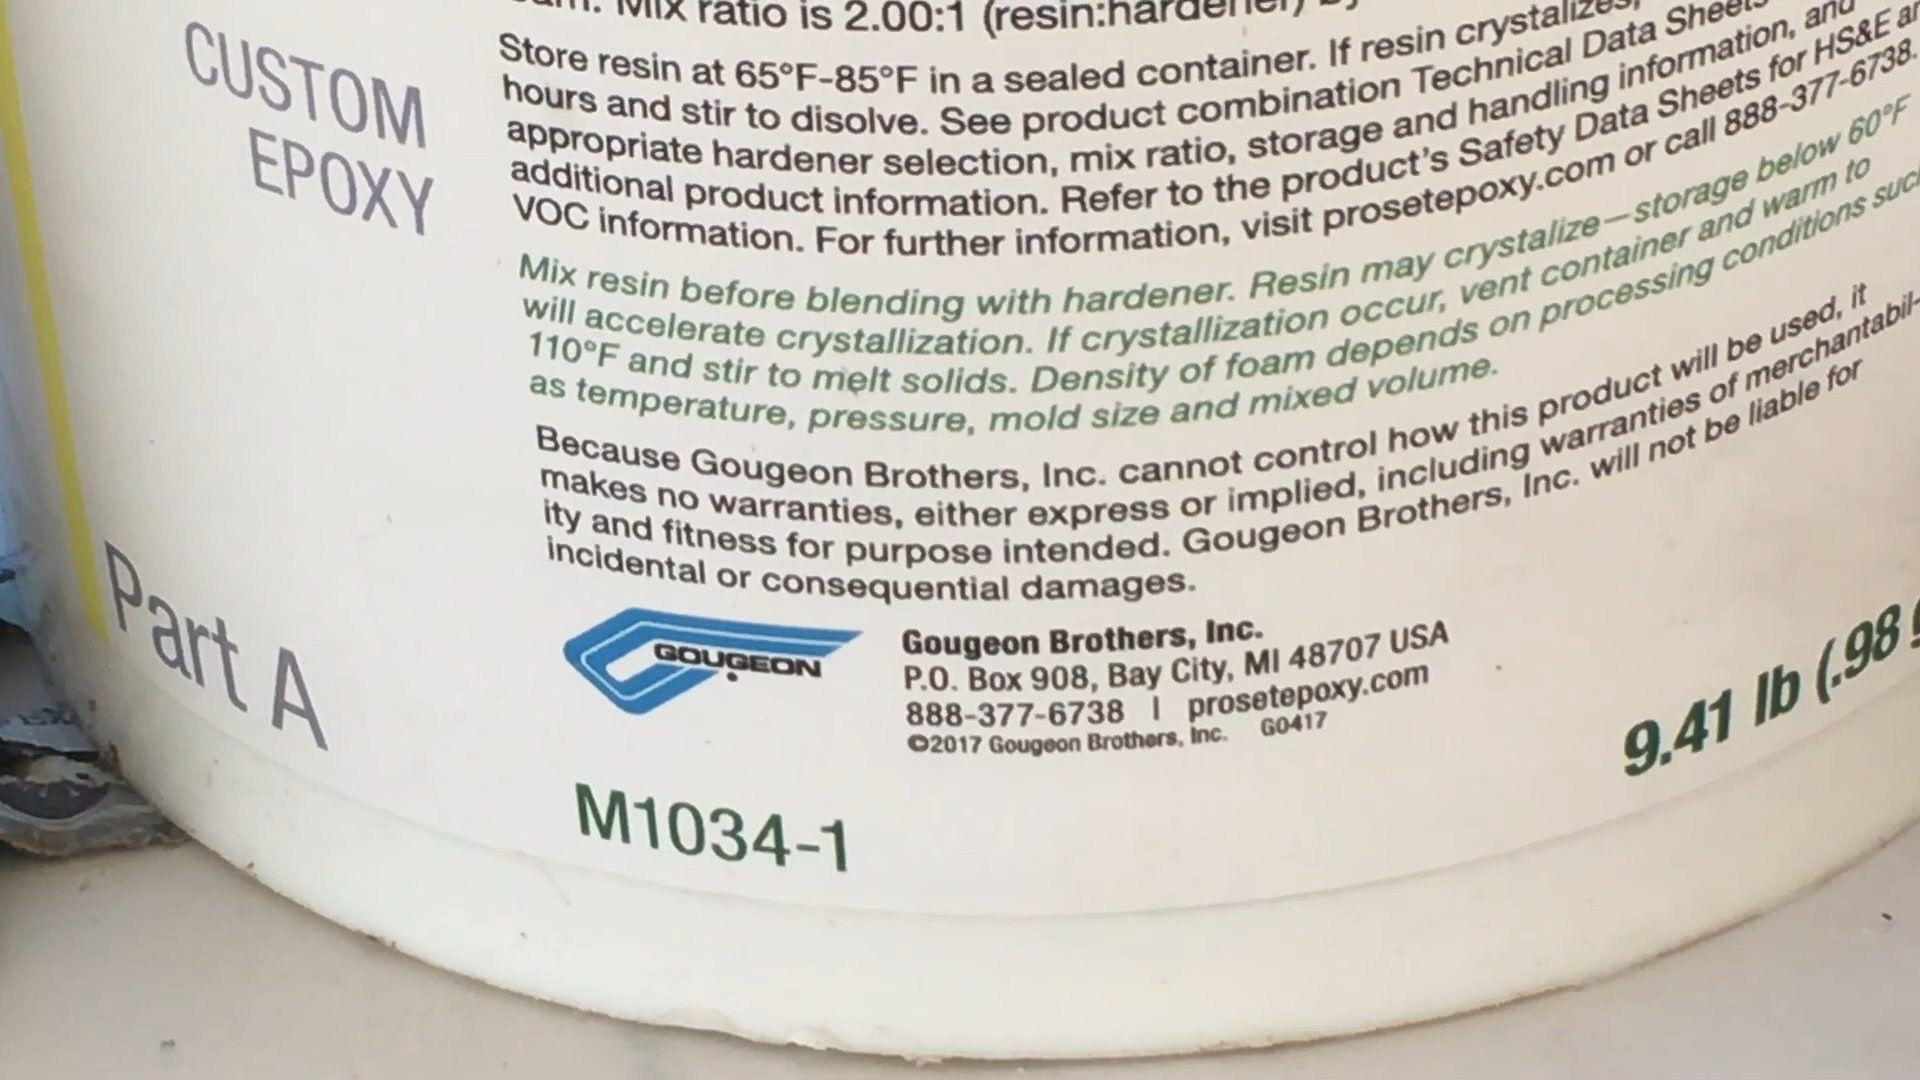 CUSTOM
EPOXY
Part A
Mix ratio is 2.00:1 (resin:hardener)
Store resin at 65°F-85°F in a sealed container. If resin crystalizes,
hours and stir to disolve. See product combination Technical Data Sheets
appropriate hardener selection, mix ratio, storage and handling information, and
additional product information. Refer to the product's Safety Data Sheets for HS&E
VOC information. For further information, visit prosetepoxy.com or call 888-377-6738.
Mix resin before blending with hardener. Resin may crystalize—storage below 60°F
will accelerate crystallization. If crystallization occur, vent container and warm to
110°F and stir to melt solids. Density of foam depends on processing conditions such
as temperature, pressure, mold size and mixed volume.
Because Gougeon Brothers, Inc. cannot control how this product will be used, it
makes no warranties, either express or implied, including warranties of merchantabil-
ity and fitness for purpose intended. Gougeon Brothers, Inc. will not be liable for
incidental or consequential damages.
GOUGEON
Gougeon Brothers, Inc.
P.O. Box 908, Bay City, MI 48707 USA
888-377-6738 | prosetepoxy.com
©2017 Gougeon Brothers, Inc. G0417
M1034-1
9.41 lb (.98